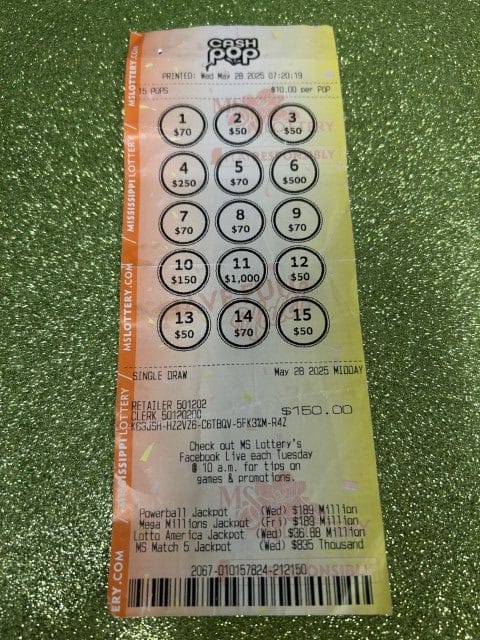 CASH
POP
PRINTED: Wed May 28 2025 07:20:19
15 POPS $10.00 per POP
1 2 3
$70 $50 $50
4 5 6
$250 $70 $500
7 8 9
$70 $70 $70
10 11 12
$150 $1,000 $50
13 14 15
$50 $70 $50
SINGLE DRAW May 28 2025 MIDDAY
RETAILER 501202
CLERK 50120200
$150.00
Check out MS Lottery's
Facebook Live each Tuesday
@ 10 a.m. for tips on
games & promotions.
Powerball Jackpot (Wed) $189 Million
Mega Millions Jackpot (Fri) $189 Million
Lotto America Jackpot (Wed) $36.88 Million
MS Match 5 Jackpot (Wed) $835 Thousand
2067-010157824-212150
MSLOTTERY.COM
MISSISSIPPI LOTTERY
MSLOTTERY.COM
MISSISSIPPI LOTTERY
ERY.COM